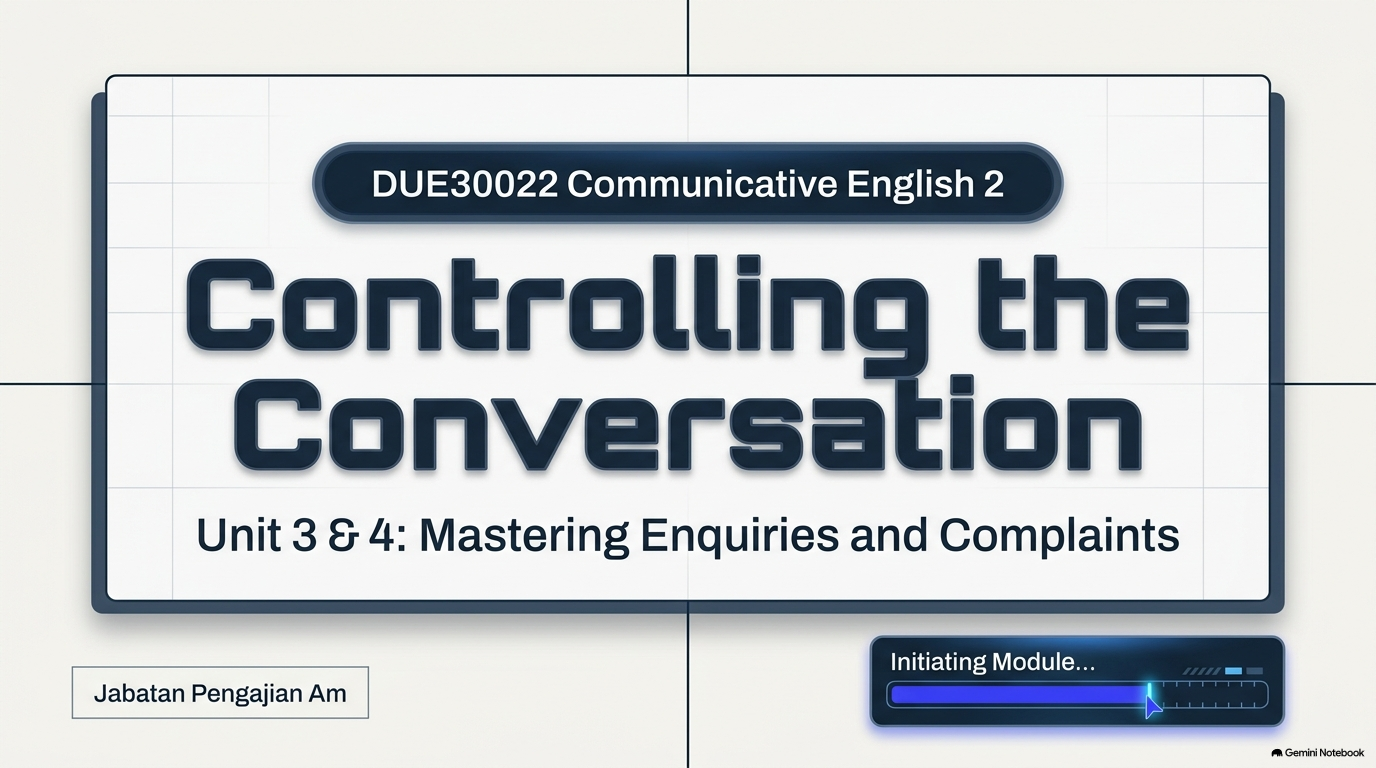 DUE30022 Communicative English 2
Controlling the
Conversation
Unit 3 & 4: Mastering Enquiries and Complaints
Initiating Module...
Jabatan Pengajian Am
Gemini Notebook